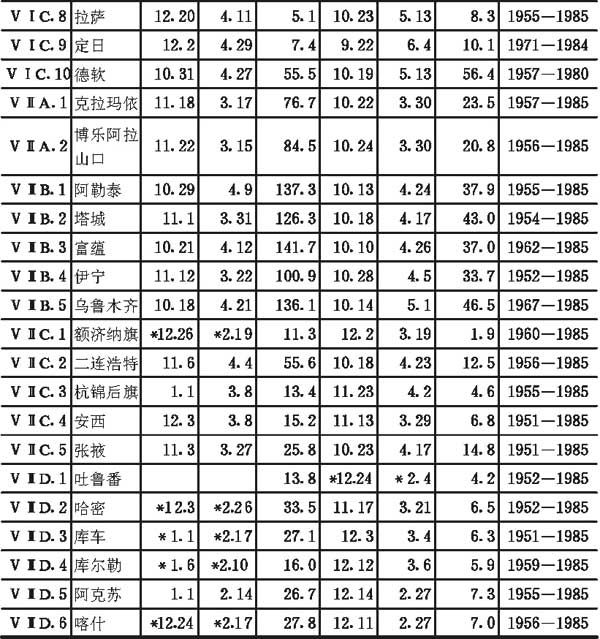 ⅥC.8 拉萨 12.20 4.11 5.1 10.23 5.13 8.3 1955—1985
ⅥC.9 定日 12.2 4.29 7.4 9.22 6.4 10.1 1971—1984
ⅥC.10 德钦 10.31 4.27 55.5 10.19 5.13 56.4 1957—1980
ⅦA.1 克拉玛依 11.18 3.17 76.7 10.22 3.30 23.5 1957—1985
ⅦA.2 博乐阿拉
山口 11.22 3.15 84.5 10.24 3.30 20.8 1956—1985
ⅦB.1 阿勒泰 10.29 4.9 137.3 10.13 4.24 37.9 1955—1985
ⅦB.2 塔城 11.1 3.31 126.3 10.18 4.17 43.0 1954—1985
ⅦB.3 富蕴 10.21 4.12 141.7 10.10 4.26 37.0 1962—1985
ⅦB.4 伊宁 11.12 3.22 100.9 10.28 4.5 33.7 1952—1985
ⅦB.5 乌鲁木齐 10.18 4.21 136.1 10.14 5.1 46.5 1967—1985
ⅦC.1 额济纳旗 *12.26 *2.19 11.3 12.2 3.19 1.9 1960—1985
ⅦC.2 二连浩特 11.6 4.4 55.6 10.18 4.23 12.5 1956—1985
ⅦC.3 杭锦后旗 1.1 3.8 13.4 11.23 4.2 4.6 1955—1985
ⅦC.4 安西 12.3 3.8 15.2 11.13 3.29 6.8 1951—1985
ⅦC.5 张掖 11.3 3.27 25.8 10.23 4.17 14.8 1951—1985
ⅦD.1 吐鲁番 13.8 *12.24 *2.4 4.2 1952—1985
ⅦD.2 哈密 *12.3 *2.26 33.5 11.17 3.21 6.5 1952—1985
ⅦD.3 库车 *1.1 *2.17 27.1 12.3 3.4 6.3 1951—1985
ⅦD.4 库尔勒 *1.6 *2.10 16.0 12.12 3.6 5.9 1959—1985
ⅦD.5 阿克苏 1.1 2.14 26.7 12.14 2.27 7.3 1955—1985
ⅦD.6 喀什 *12.24 *2.17 27.8 12.11 2.27 7.0 1956—1985